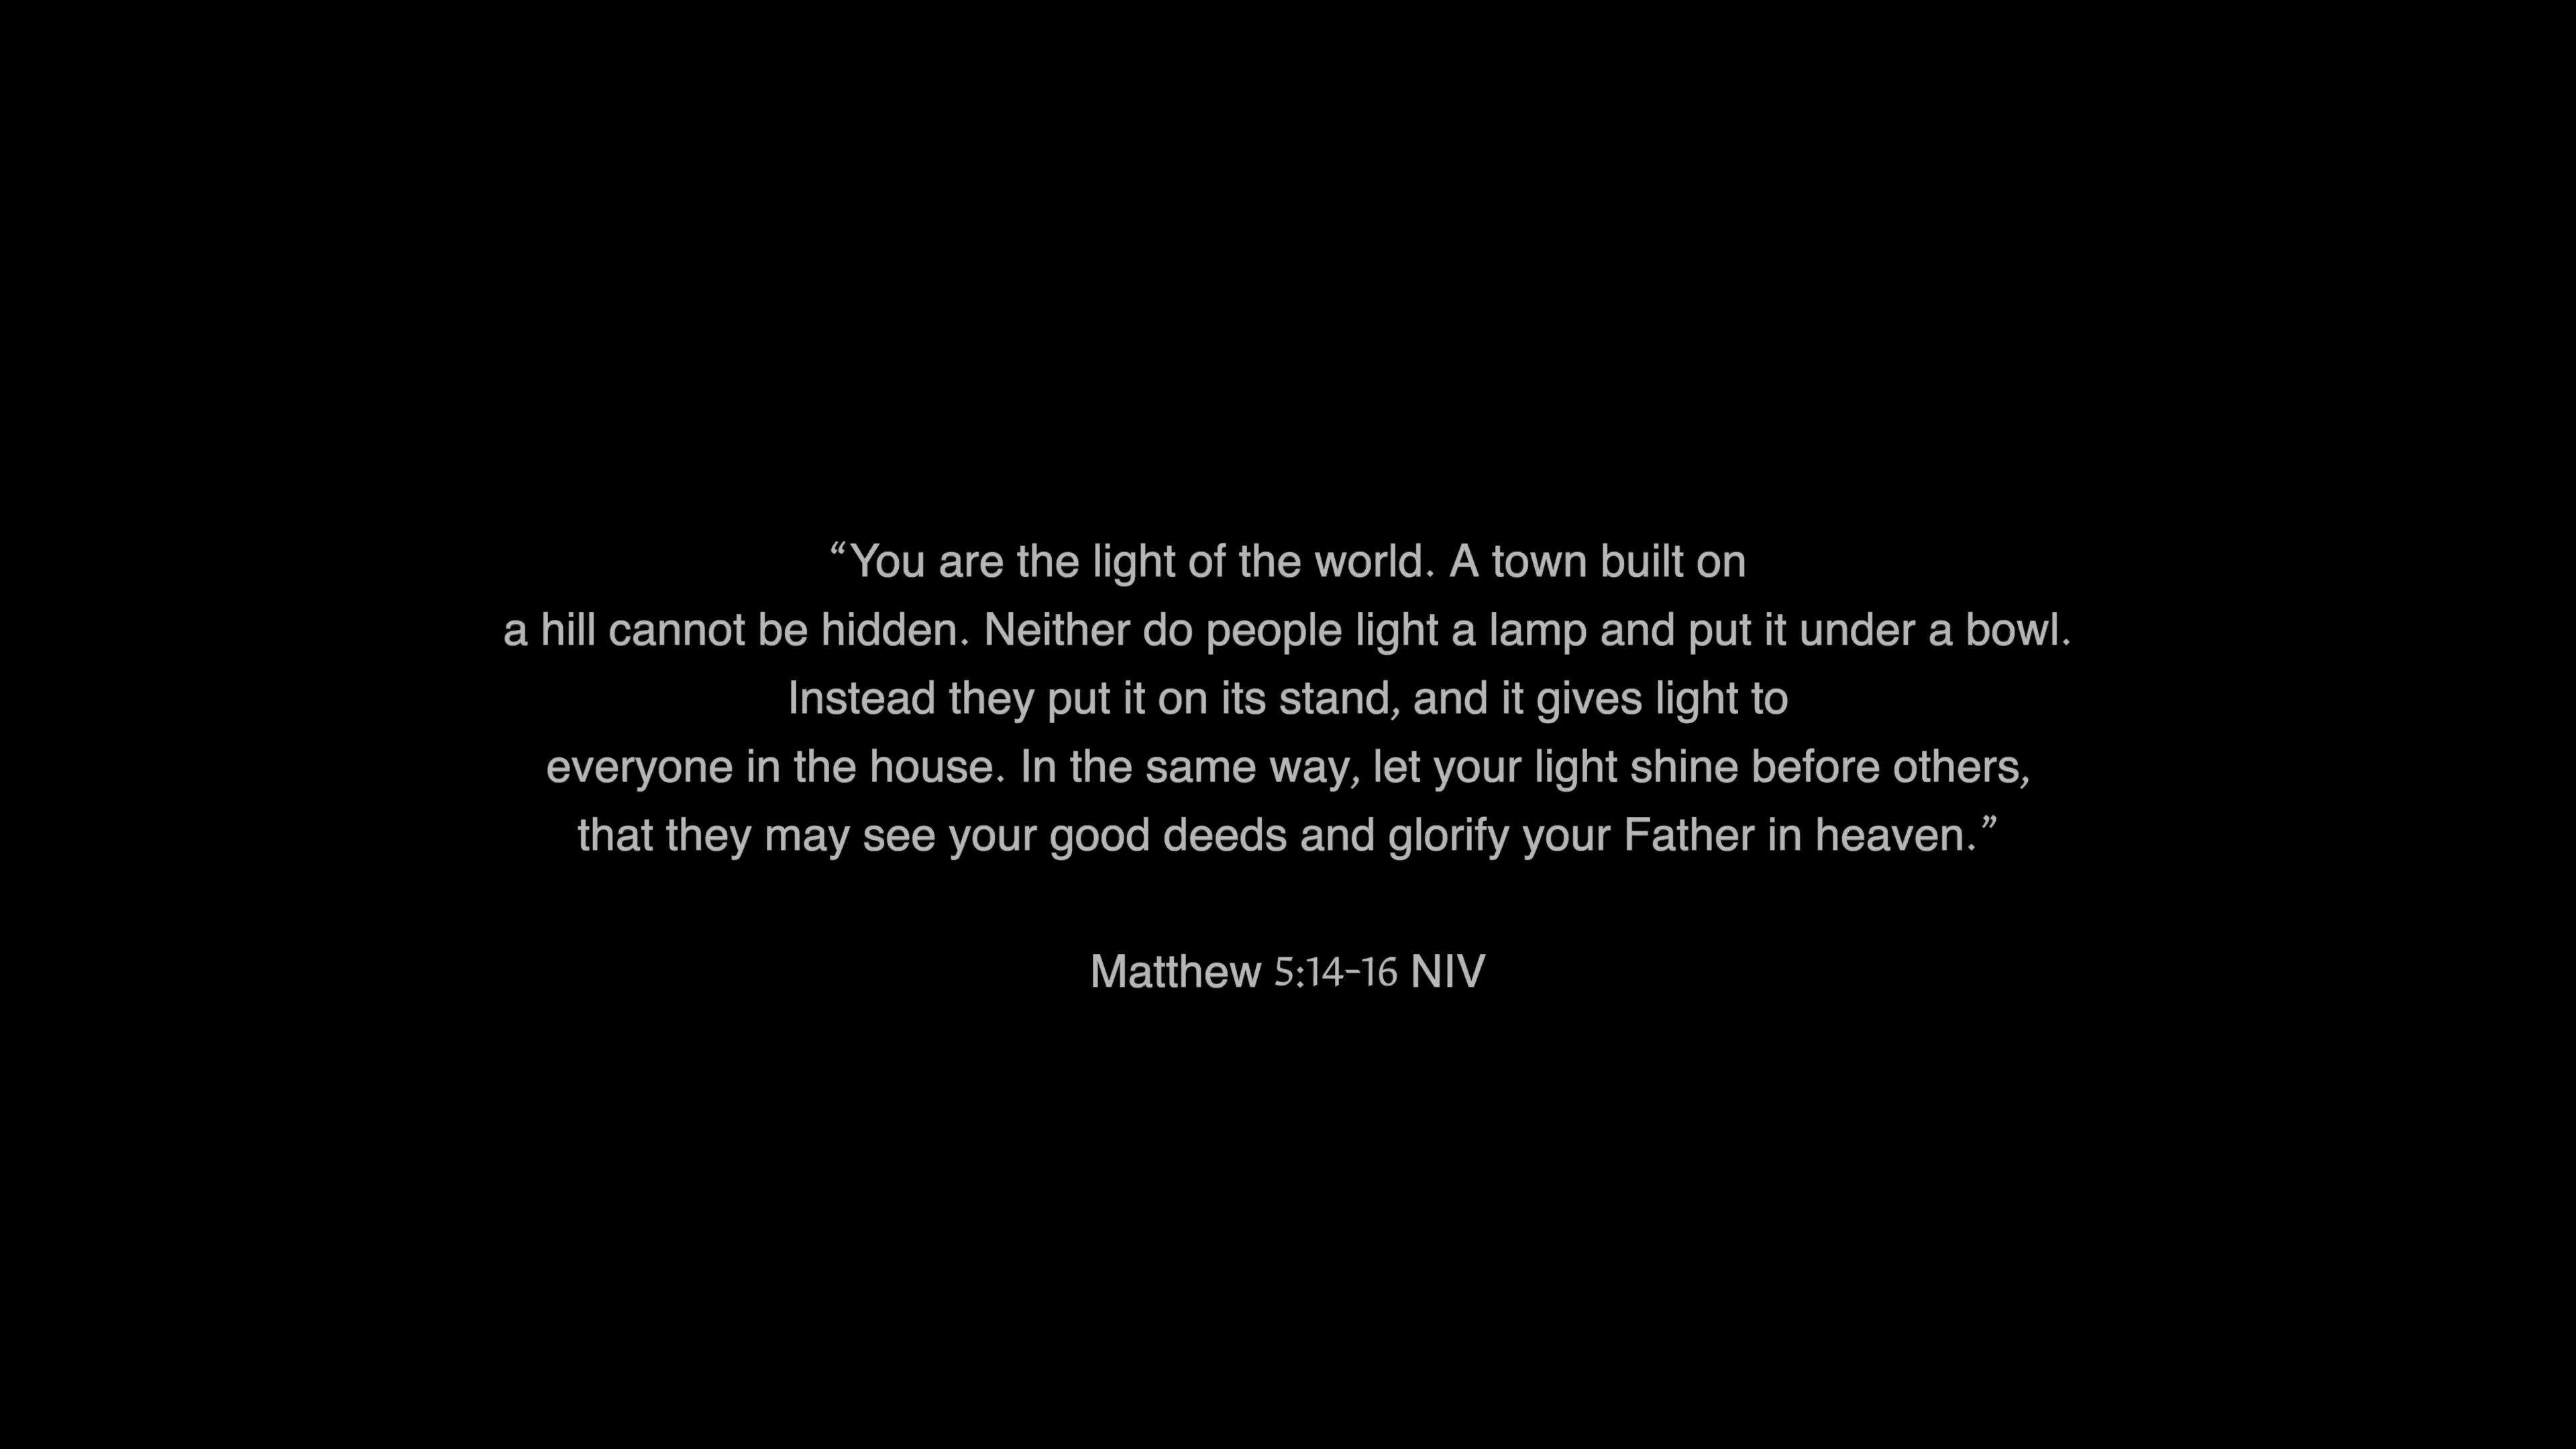 “You are the light of the world. A town built on
a hill cannot be hidden. Neither do people light a lamp and put it under a bowl.
Instead they put it on its stand, and it gives light to
everyone in the house. In the same way, let your light shine before others,
that they may see your good deeds and glorify your Father in heaven.”
Matthew 5:14-16 NIV